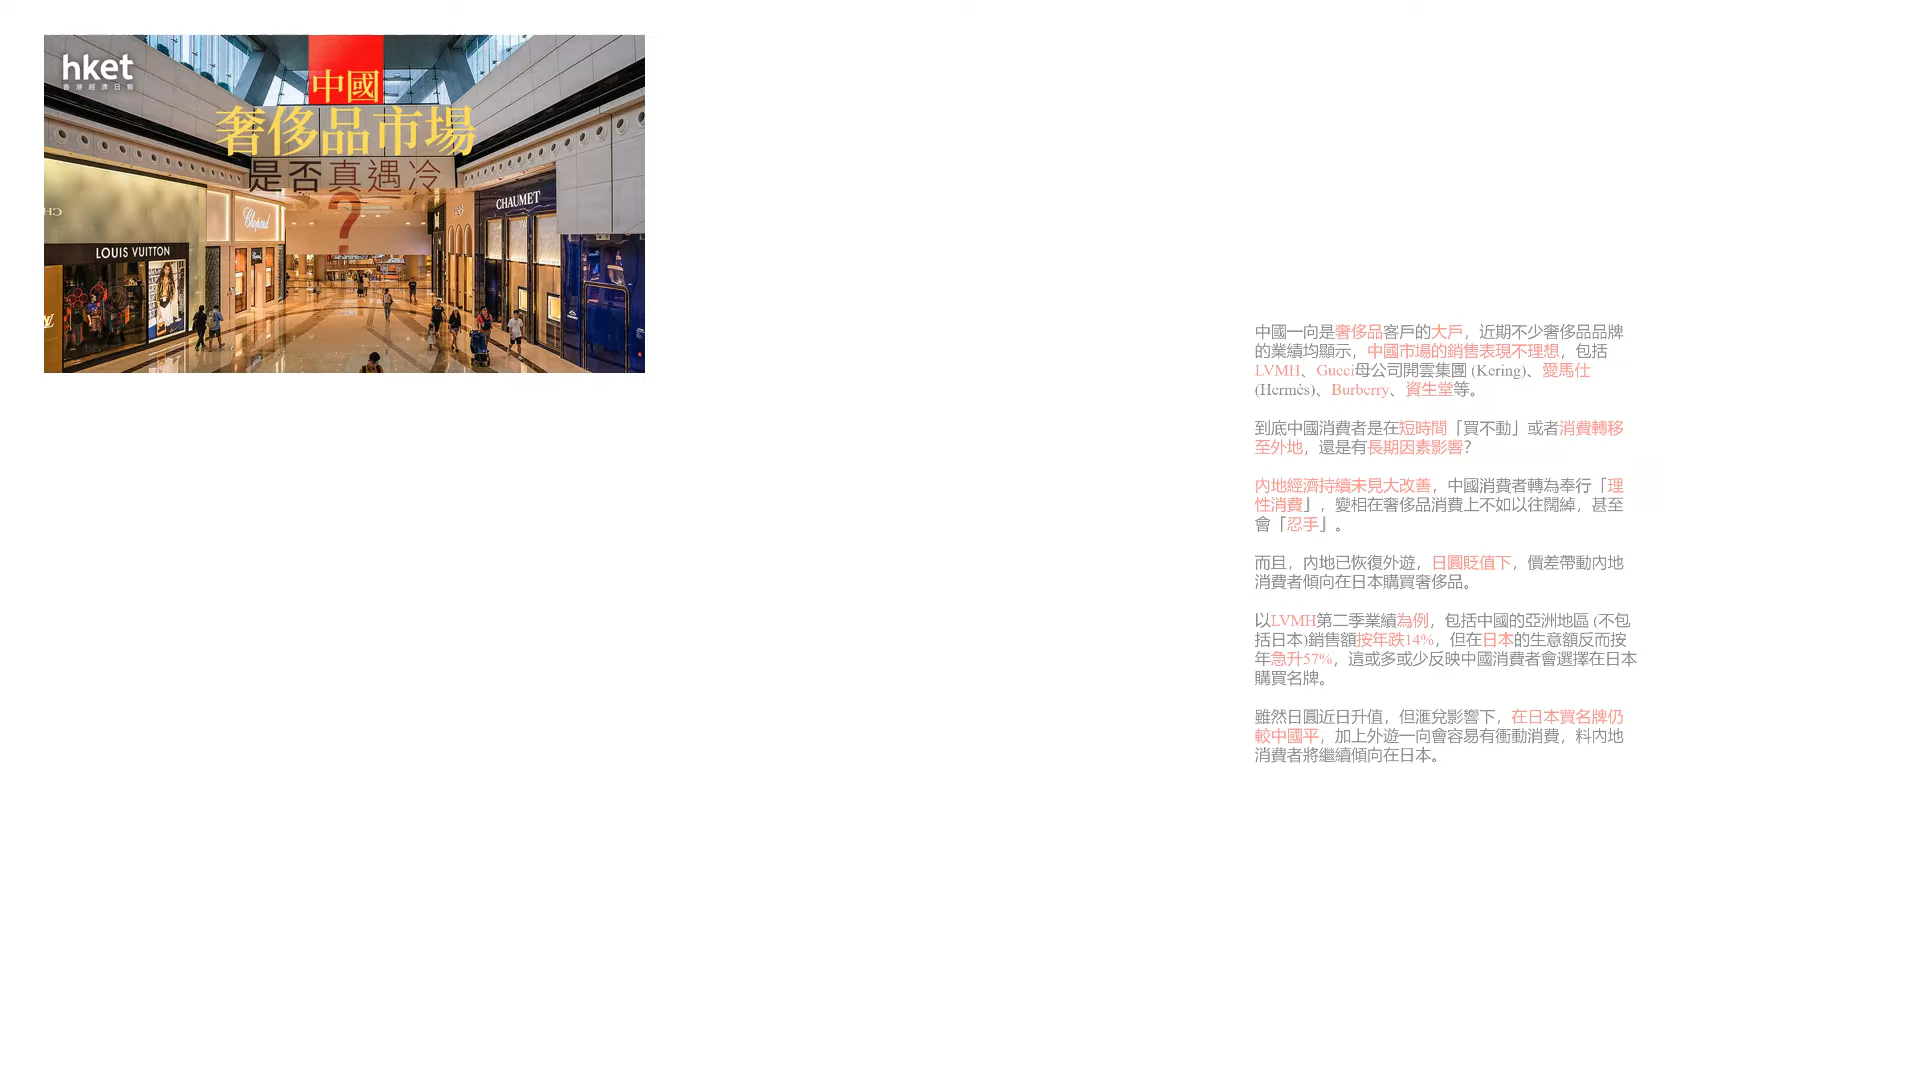 hket
香港經濟日報
中國
奢侈品市場
是否真遇冷
?
CHAUMET
Chopard
LOUIS VUITTON
中國一向是奢侈品客戶的大戶，近期不少奢侈品品牌
的業績均顯示，中國市場的銷售表現不理想，包括
LVMH、Gucci母公司開雲集團 (Kering)、愛馬仕
(Hermès)、Burberry、資生堂等。
到底中國消費者是在短時間「買不動」或者消費轉移
至外地，還是有長期因素影響?
內地經濟持續未見大改善，中國消費者轉為奉行「理
性消費」，變相在奢侈品消費上不如以往闊綽，甚至
會「忍手」。
而且，內地已恢復外遊，日圓貶值下，價差帶動內地
消費者傾向在日本購買奢侈品。
以LVMH第二季業績為例，包括中國的亞洲地區 (不包
括日本)銷售額按年跌14%，但在日本的生意額反而按
年急升57%，這或多或少反映中國消費者會選擇在日本
購買名牌。
雖然日圓近日升值，但滙兌影響下，在日本買名牌仍
較中國平，加上外遊一向會容易有衝動消費，料內地
消費者將繼續傾向在日本。